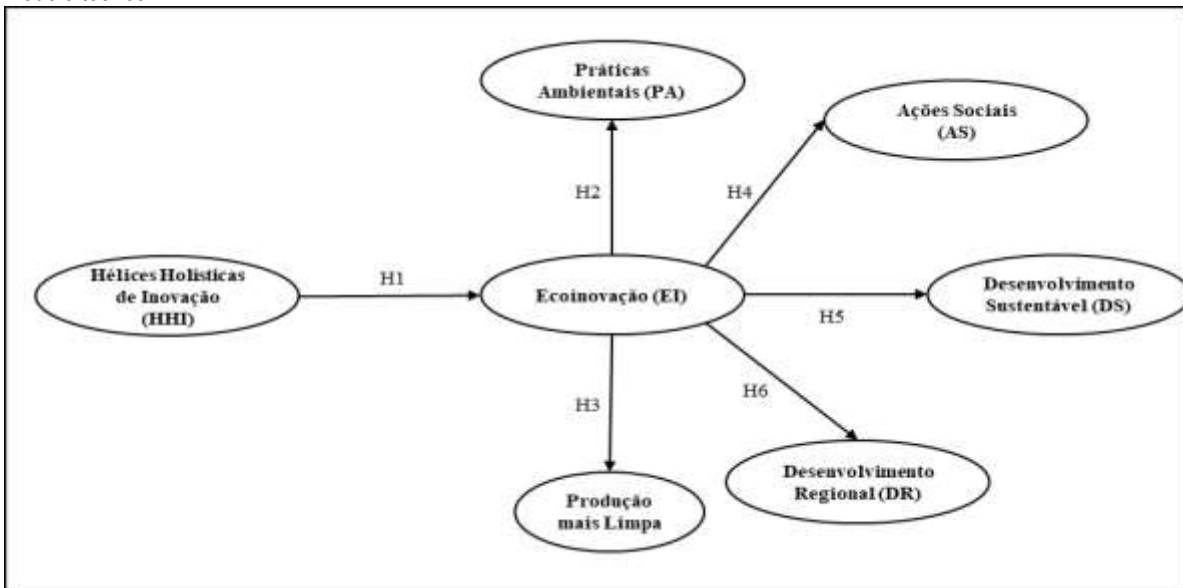 Práticas
Ambientais (PA)
Ações Sociais
(AS)
H2
H4
Hélices Holísticas
de Inovação
(HHI)
H1
Ecoinovação (EI)
Desenvolvimento
Sustentável (DS)
H5
H3
H6
Desenvolvimento
Regional (DR)
Produção
mais Limpa